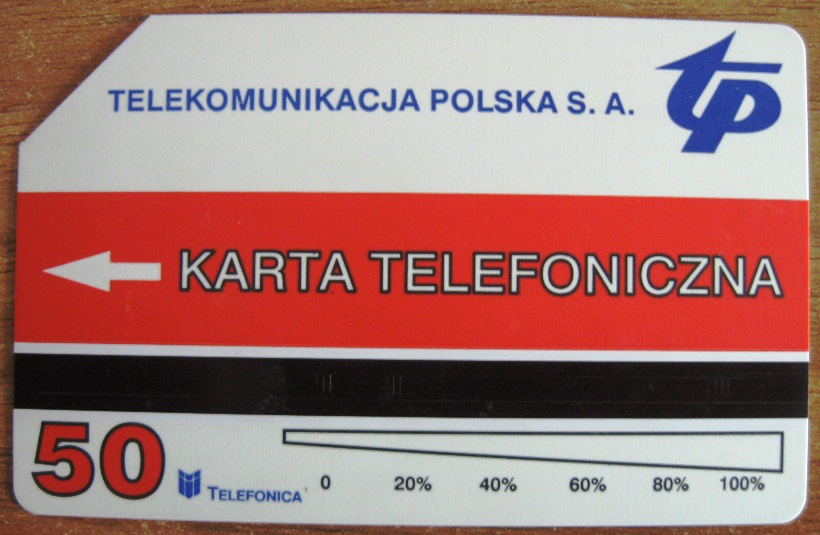 TELEKOMUNIKACJA POLSKA S. A.
tp
KARTA TELEFONICZNA
50
TELEFONICA
0 20% 40% 60% 80% 100%